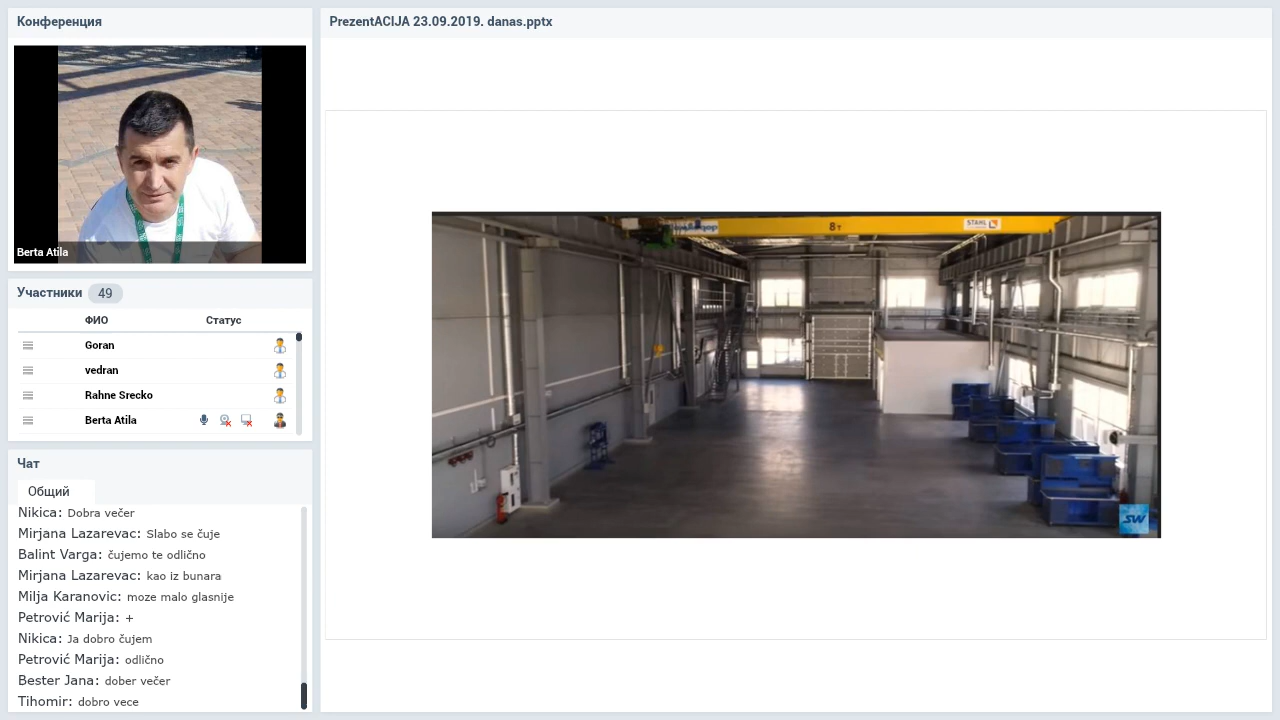 Конференция
Berta Atila
Участники 49
ФИО Статус
Goran
vedran
Rahne Srecko
Berta Atila
Чат
Общий
Nikica: Dobra večer
Mirjana Lazarevac: Slabo se čuje
Balint Varga: čujemo te odlično
Mirjana Lazarevac: kao iz bunara
Milja Karanovic: moze malo glasnije
Petrović Marija: +
Nikica: Ja dobro čujem
Petrović Marija: odlično
Bester Jana: dober večer
Tihomir: dobro vece
PrezentACIJA 23.09.2019. danas.pptx
8т
STAHL
SW